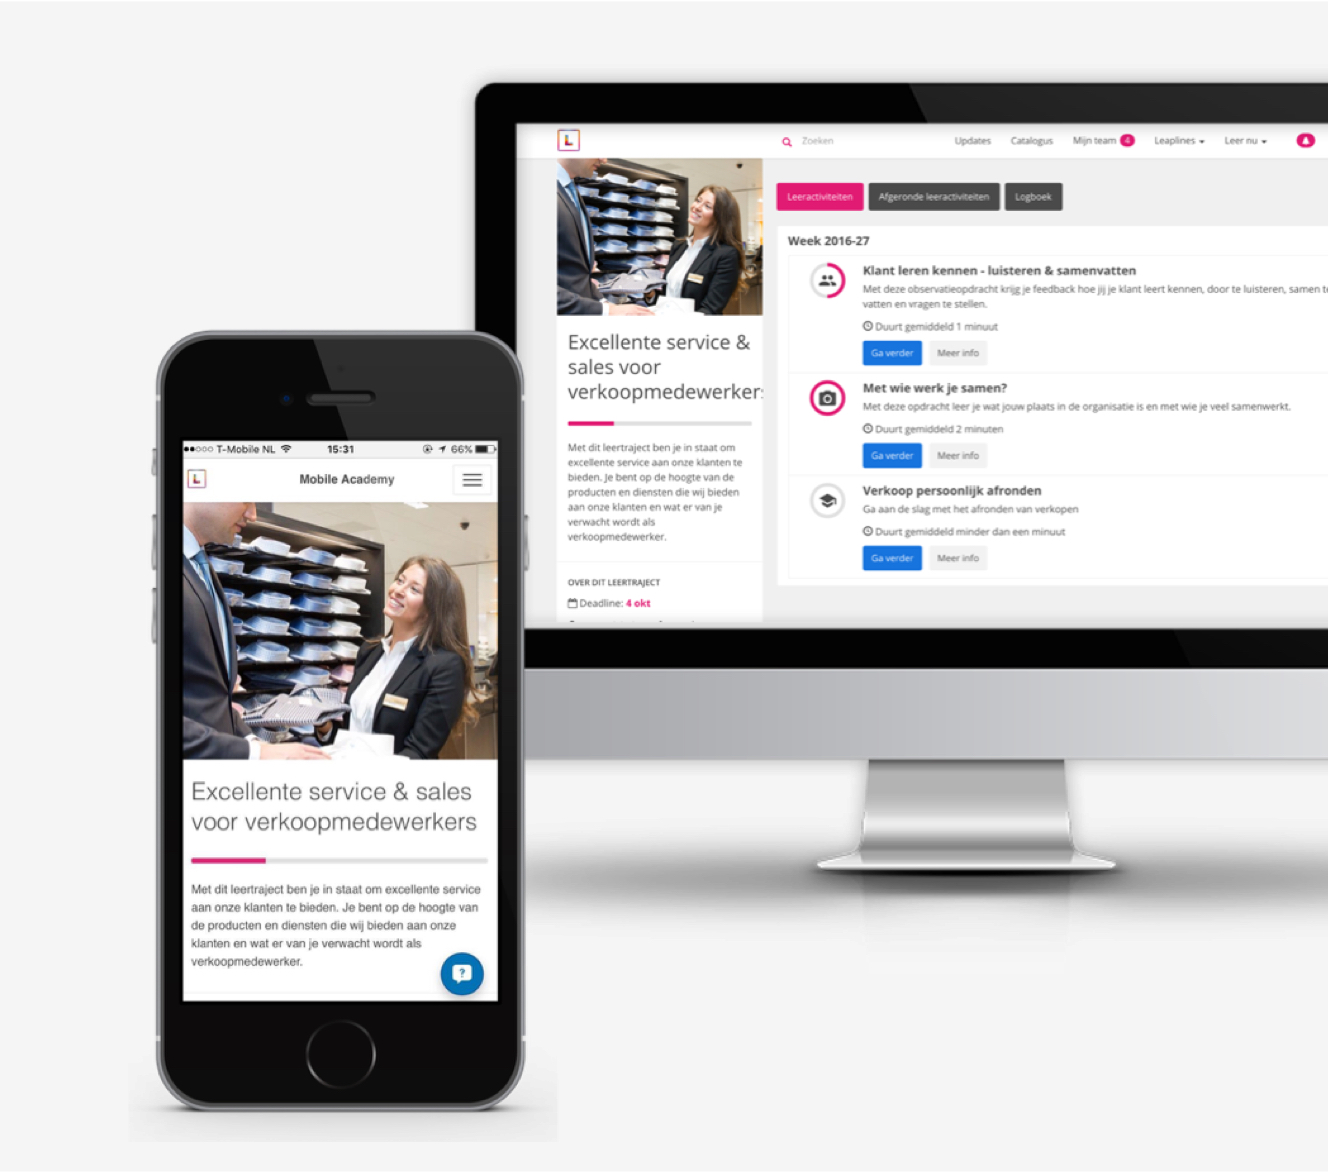 L
Zoeken
Updates
Catalogus
Mijn team 4
Leaplines
Leer nu
Leeractiviteiten
Afgeronde leeractiviteiten
Logboek
Excellente service &
sales voor
verkoopmedewerker
Met dit leertraject ben je in staat om
excellente service aan onze klanten te
bieden. Je bent op de hoogte van de
producten en diensten die wij bieden
aan onze klanten en wat er van je
verwacht wordt als
verkoopmedewerker.
OVER DIT LEERTRAJECT
Deadline: 4 okt
Week 2016-27
Klant leren kennen - luisteren & samenvatten
Met deze observatieopdracht krijg je feedback hoe jij je klant leert kennen, door te luisteren, samen te
vatten en vragen te stellen.
Duurt gemiddeld 1 minuut
Ga verder
Meer info
Met wie werk je samen?
Met deze opdracht leer je wat jouw plaats in de organisatie is en met wie je veel samenwerkt.
Duurt gemiddeld 2 minuten
Ga verder
Meer info
Verkoop persoonlijk afronden
Ga aan de slag met het afronden van verkopen
Duurt gemiddeld minder dan een minuut
Ga verder
Meer info
T-Mobile NL 15:31 66%
L
Mobile Academy
Excellente service & sales
voor verkoopmedewerkers
Met dit leertraject ben je in staat om excellente service
aan onze klanten te bieden. Je bent op de hoogte van
de producten en diensten die wij bieden aan onze
klanten en wat er van je verwacht wordt als
verkoopmedewerker.
?